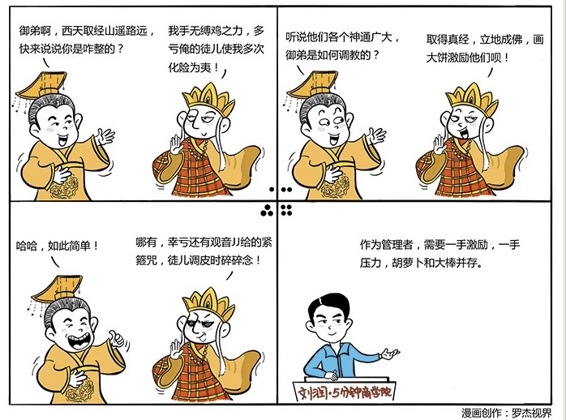 御弟啊，西天取经山遥路远，
快来说说你是咋整的？
我手无缚鸡之力，多
亏俺的徒儿使我多次
化险为夷！
听说他们各个神通广大，
御弟是如何调教的？
取得真经，立地成佛，画
大饼激励他们呗！
哈哈，如此简单！
哪有，幸亏还有观音JJ给的紧
箍咒，徒儿调皮时碎碎念！
作为管理者，需要一手激励，一手
压力，胡萝卜和大棒并存。
刘润·5分钟商学院
漫画创作：罗杰视界